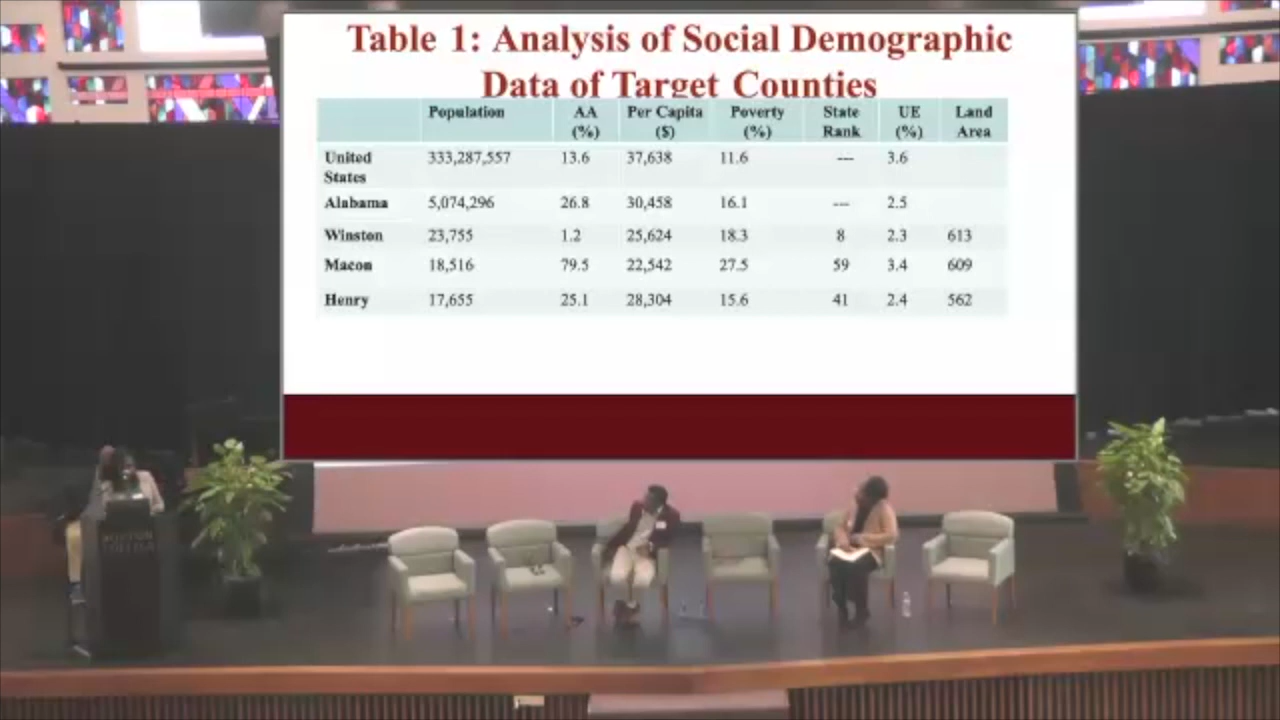 Table 1: Analysis of Social Demographic
Data of Target Counties
Population AA (%) Per Capita ($) Poverty (%) State Rank UE (%) Land Area
United States 333,287,557 13.6 37,638 11.6 --- 3.6
Alabama 5,074,296 26.8 30,458 16.1 --- 2.5
Winston 23,755 1.2 25,624 18.3 8 2.3 613
Macon 18,516 79.5 22,542 27.5 59 3.4 609
Henry 17,655 25.1 28,304 15.6 41 2.4 562